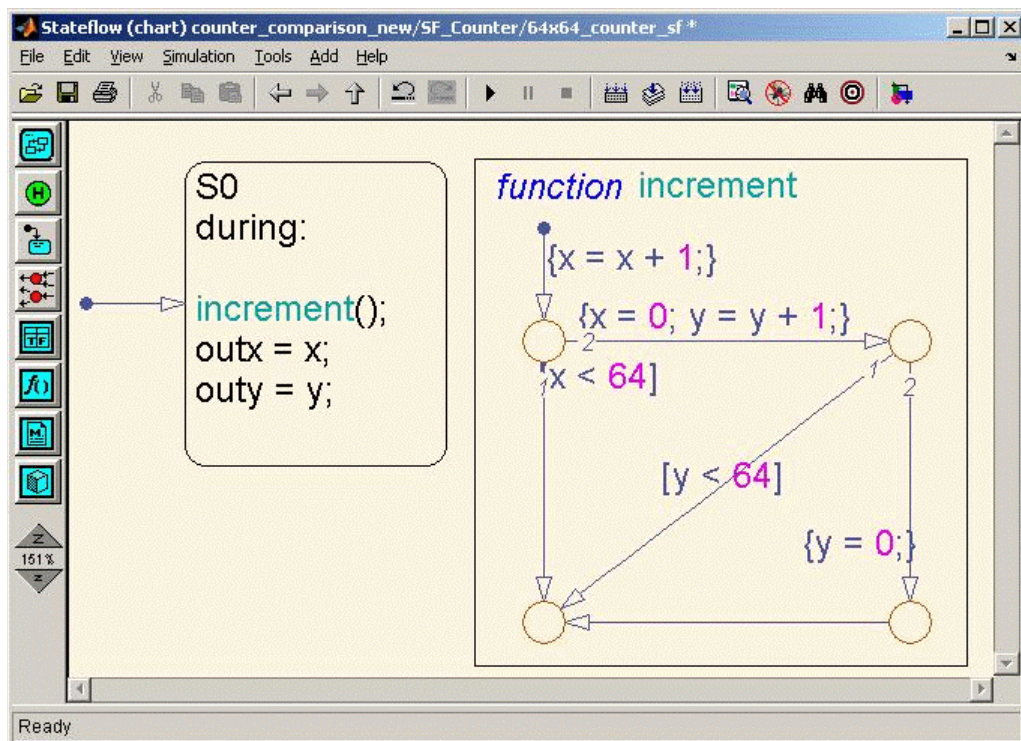 Stateflow (chart) counter_comparison_new/SF_Counter/64x64_counter_sf *
File Edit View Simulation Tools Add Help
S0
during:
increment();
outx = x;
outy = y;
function increment
{x = x + 1;}
{x = 0; y = y + 1;}
2
1
x < 64]
1
2
[y < 64]
{y = 0;}
H
TF
f()
M
Z
151%
Z
Ready